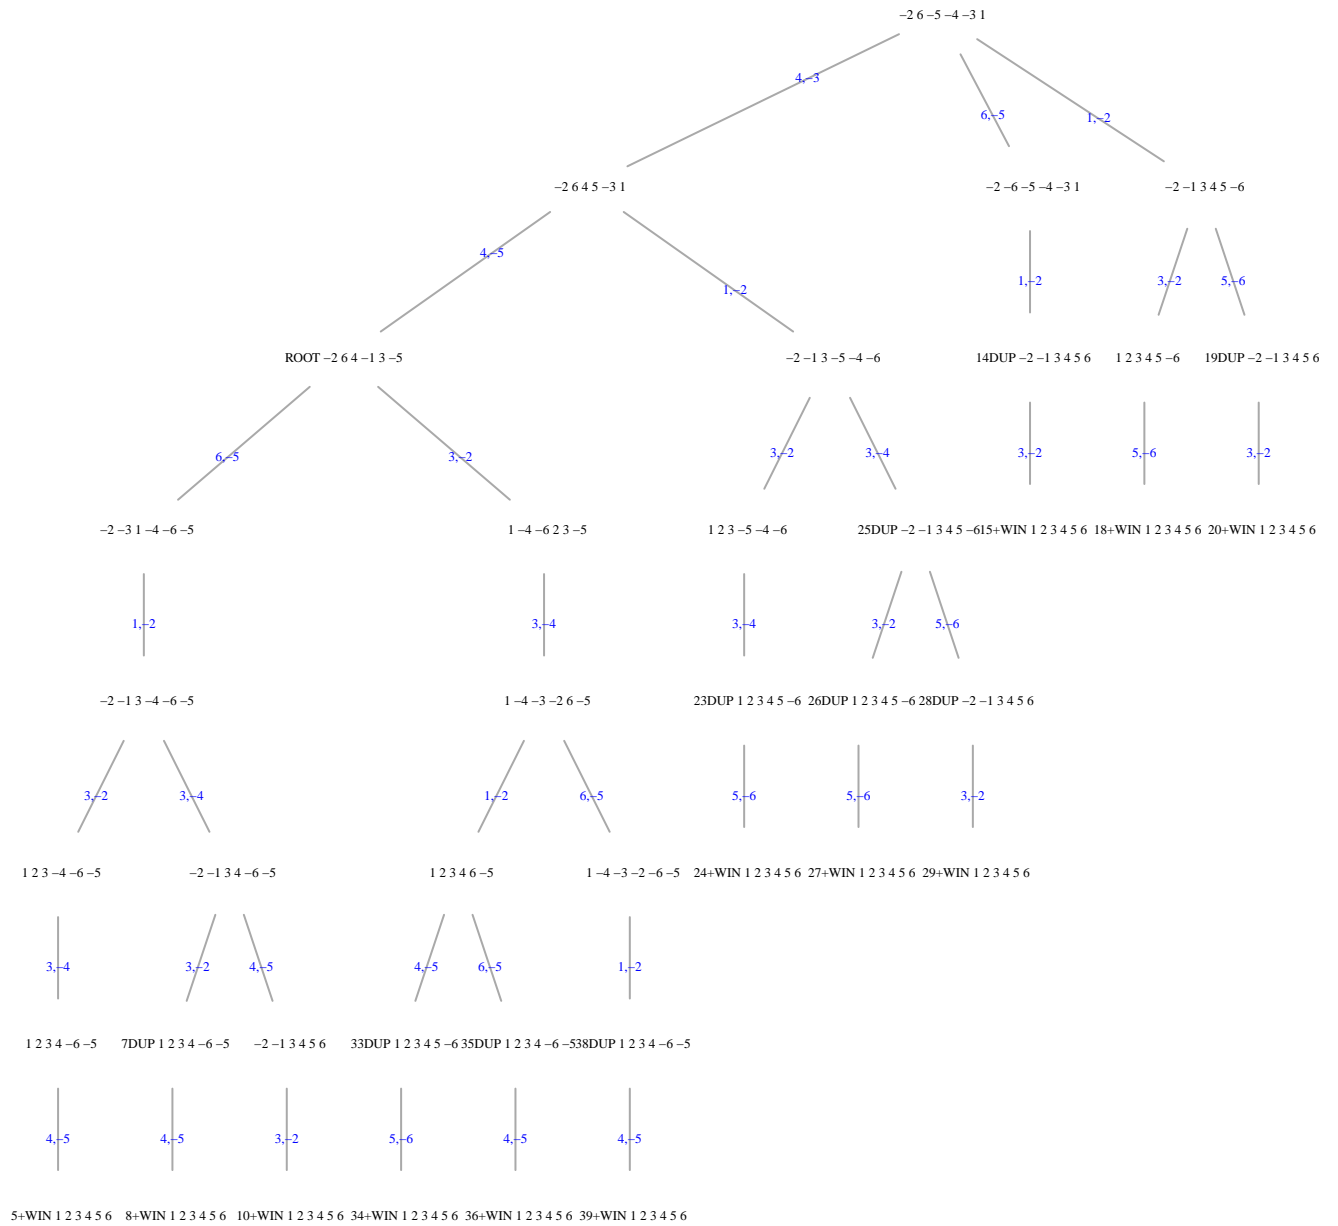 −2 6 −5 −4 −3 1
4,−3
6,−5
1,−2
−2 6 4 5 −3 1
−2 −6 −5 −4 −3 1
−2 −1 3 4 5 −6
4,−5
1,−2
1,−2
3,−2
5,−6
ROOT −2 6 4 −1 3 −5
−2 −1 3 −5 −4 −6
14DUP −2 −1 3 4 5 6
1 2 3 4 5 −6
19DUP −2 −1 3 4 5 6
6,−5
3,−2
3,−2
3,−4
3,−2
5,−6
3,−2
−2 −3 1 −4 −6 −5
1 −4 −6 2 3 −5
1 2 3 −5 −4 −6
25DUP −2 −1 3 4 5 −6
15+WIN 1 2 3 4 5 6
18+WIN 1 2 3 4 5 6
20+WIN 1 2 3 4 5 6
1,−2
3,−4
3,−4
3,−2
5,−6
−2 −1 3 −4 −6 −5
1 −4 −3 −2 6 −5
23DUP 1 2 3 4 5 −6
26DUP 1 2 3 4 5 −6
28DUP −2 −1 3 4 5 6
3,−2
3,−4
1,−2
6,−5
5,−6
5,−6
3,−2
1 2 3 −4 −6 −5
−2 −1 3 4 −6 −5
1 2 3 4 6 −5
1 −4 −3 −2 −6 −5
24+WIN 1 2 3 4 5 6
27+WIN 1 2 3 4 5 6
29+WIN 1 2 3 4 5 6
3,−4
3,−2
4,−5
4,−5
6,−5
1,−2
1 2 3 4 −6 −5
7DUP 1 2 3 4 −6 −5
−2 −1 3 4 5 6
33DUP 1 2 3 4 5 −6
35DUP 1 2 3 4 −6 −5
38DUP 1 2 3 4 −6 −5
4,−5
4,−5
3,−2
5,−6
4,−5
4,−5
5+WIN 1 2 3 4 5 6
8+WIN 1 2 3 4 5 6
10+WIN 1 2 3 4 5 6
34+WIN 1 2 3 4 5 6
36+WIN 1 2 3 4 5 6
39+WIN 1 2 3 4 5 6